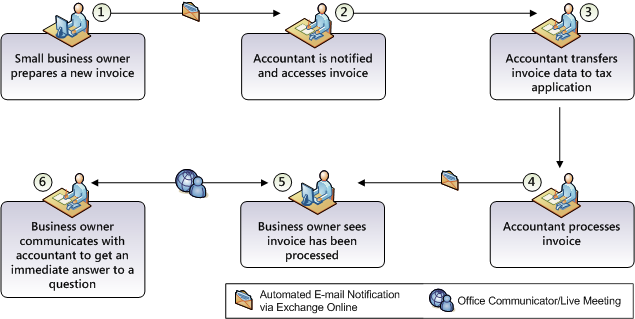 1
Small business owner
prepares a new invoice
2
Accountant is notified
and accesses invoice
3
Accountant transfers
invoice data to tax
application
4
Accountant processes
invoice
5
Business owner sees
invoice has been
processed
6
Business owner
communicates with
accountant to get an
immediate answer to a
question
Automated E-mail Notification
via Exchange Online
Office Communicator/Live Meeting